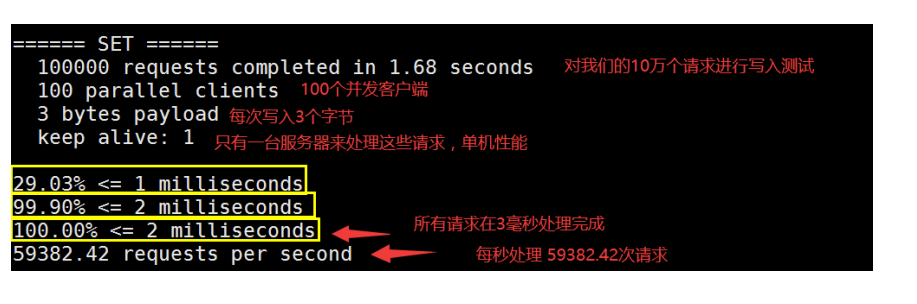 ====== SET ======
100000 requests completed in 1.68 seconds 对我们的10万个请求进行写入测试
100 parallel clients 100个并发客户端
3 bytes payload 每次写入3个字节
keep alive: 1 只有一台服务器来处理这些请求，单机性能
29.03% <= 1 milliseconds
99.90% <= 2 milliseconds
100.00% <= 2 milliseconds 所有请求在3毫秒处理完成
59382.42 requests per second 每秒处理 59382.42次请求